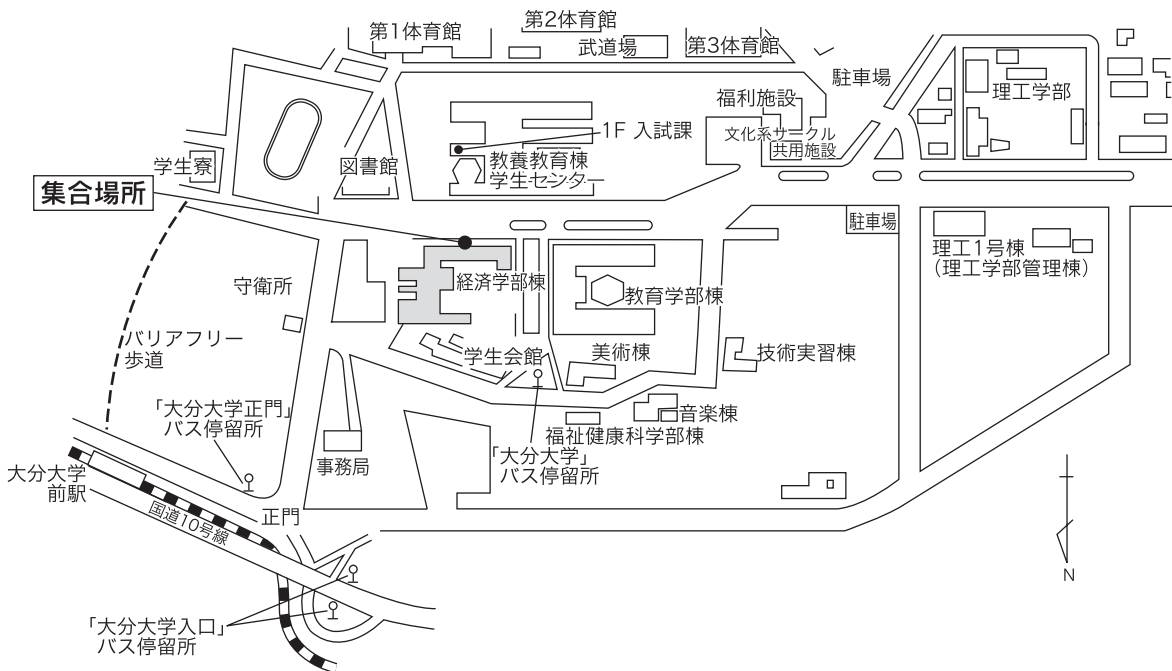 第1体育館
第2体育館
武道場
第3体育館
駐車場
理工学部
福利施設
文化系サークル
共用施設
1F 入試課
教養教育棟
学生センター
図書館
学生寮
集合場所
駐車場
理工1号棟
(理工学部管理棟)
守衛所
経済学部棟
教育学部棟
バリアフリー
歩道
学生会館
美術棟
技術実習棟
「大分大学正門」
バス停留所
音楽棟
福祉健康科学部棟
「大分大学」
バス停留所
事務局
大分大学
前駅
国道10号線
正門
N
「大分大学入口」
バス停留所